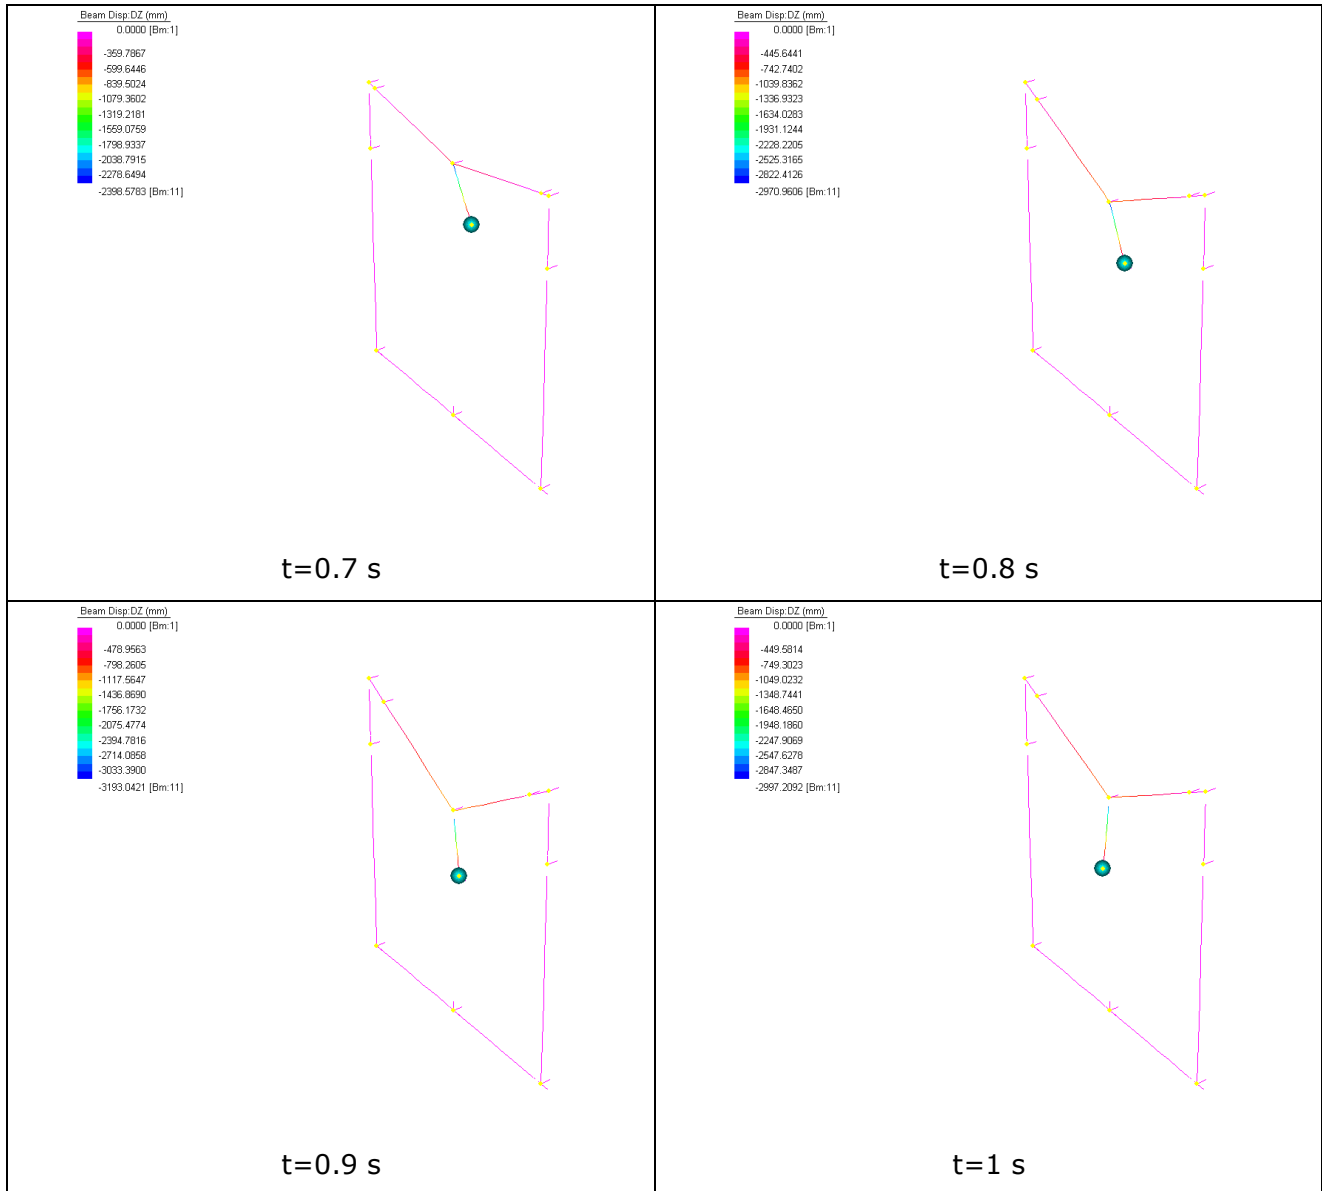 Beam Disp:DZ (mm)
0.0000 [Bm:1]
-359.7867
-599.6446
-839.5024
-1079.3602
-1319.2181
-1559.0759
-1798.9337
-2038.7915
-2278.6494
-2398.5783 [Bm:11]
t=0.7 s
Beam Disp:DZ (mm)
0.0000 [Bm:1]
-445.6441
-742.7402
-1039.8362
-1336.9323
-1634.0283
-1931.1244
-2228.2205
-2525.3165
-2822.4126
-2970.9606 [Bm:11]
t=0.8 s
Beam Disp:DZ (mm)
0.0000 [Bm:1]
-478.9563
-798.2605
-1117.5647
-1436.8690
-1756.1732
-2075.4774
-2394.7816
-2714.0858
-3033.3900
-3193.0421 [Bm:11]
t=0.9 s
Beam Disp:DZ (mm)
0.0000 [Bm:1]
-449.5814
-749.3023
-1049.0232
-1348.7441
-1648.4650
-1948.1860
-2247.9069
-2547.6278
-2847.3487
-2997.2092 [Bm:11]
t=1 s